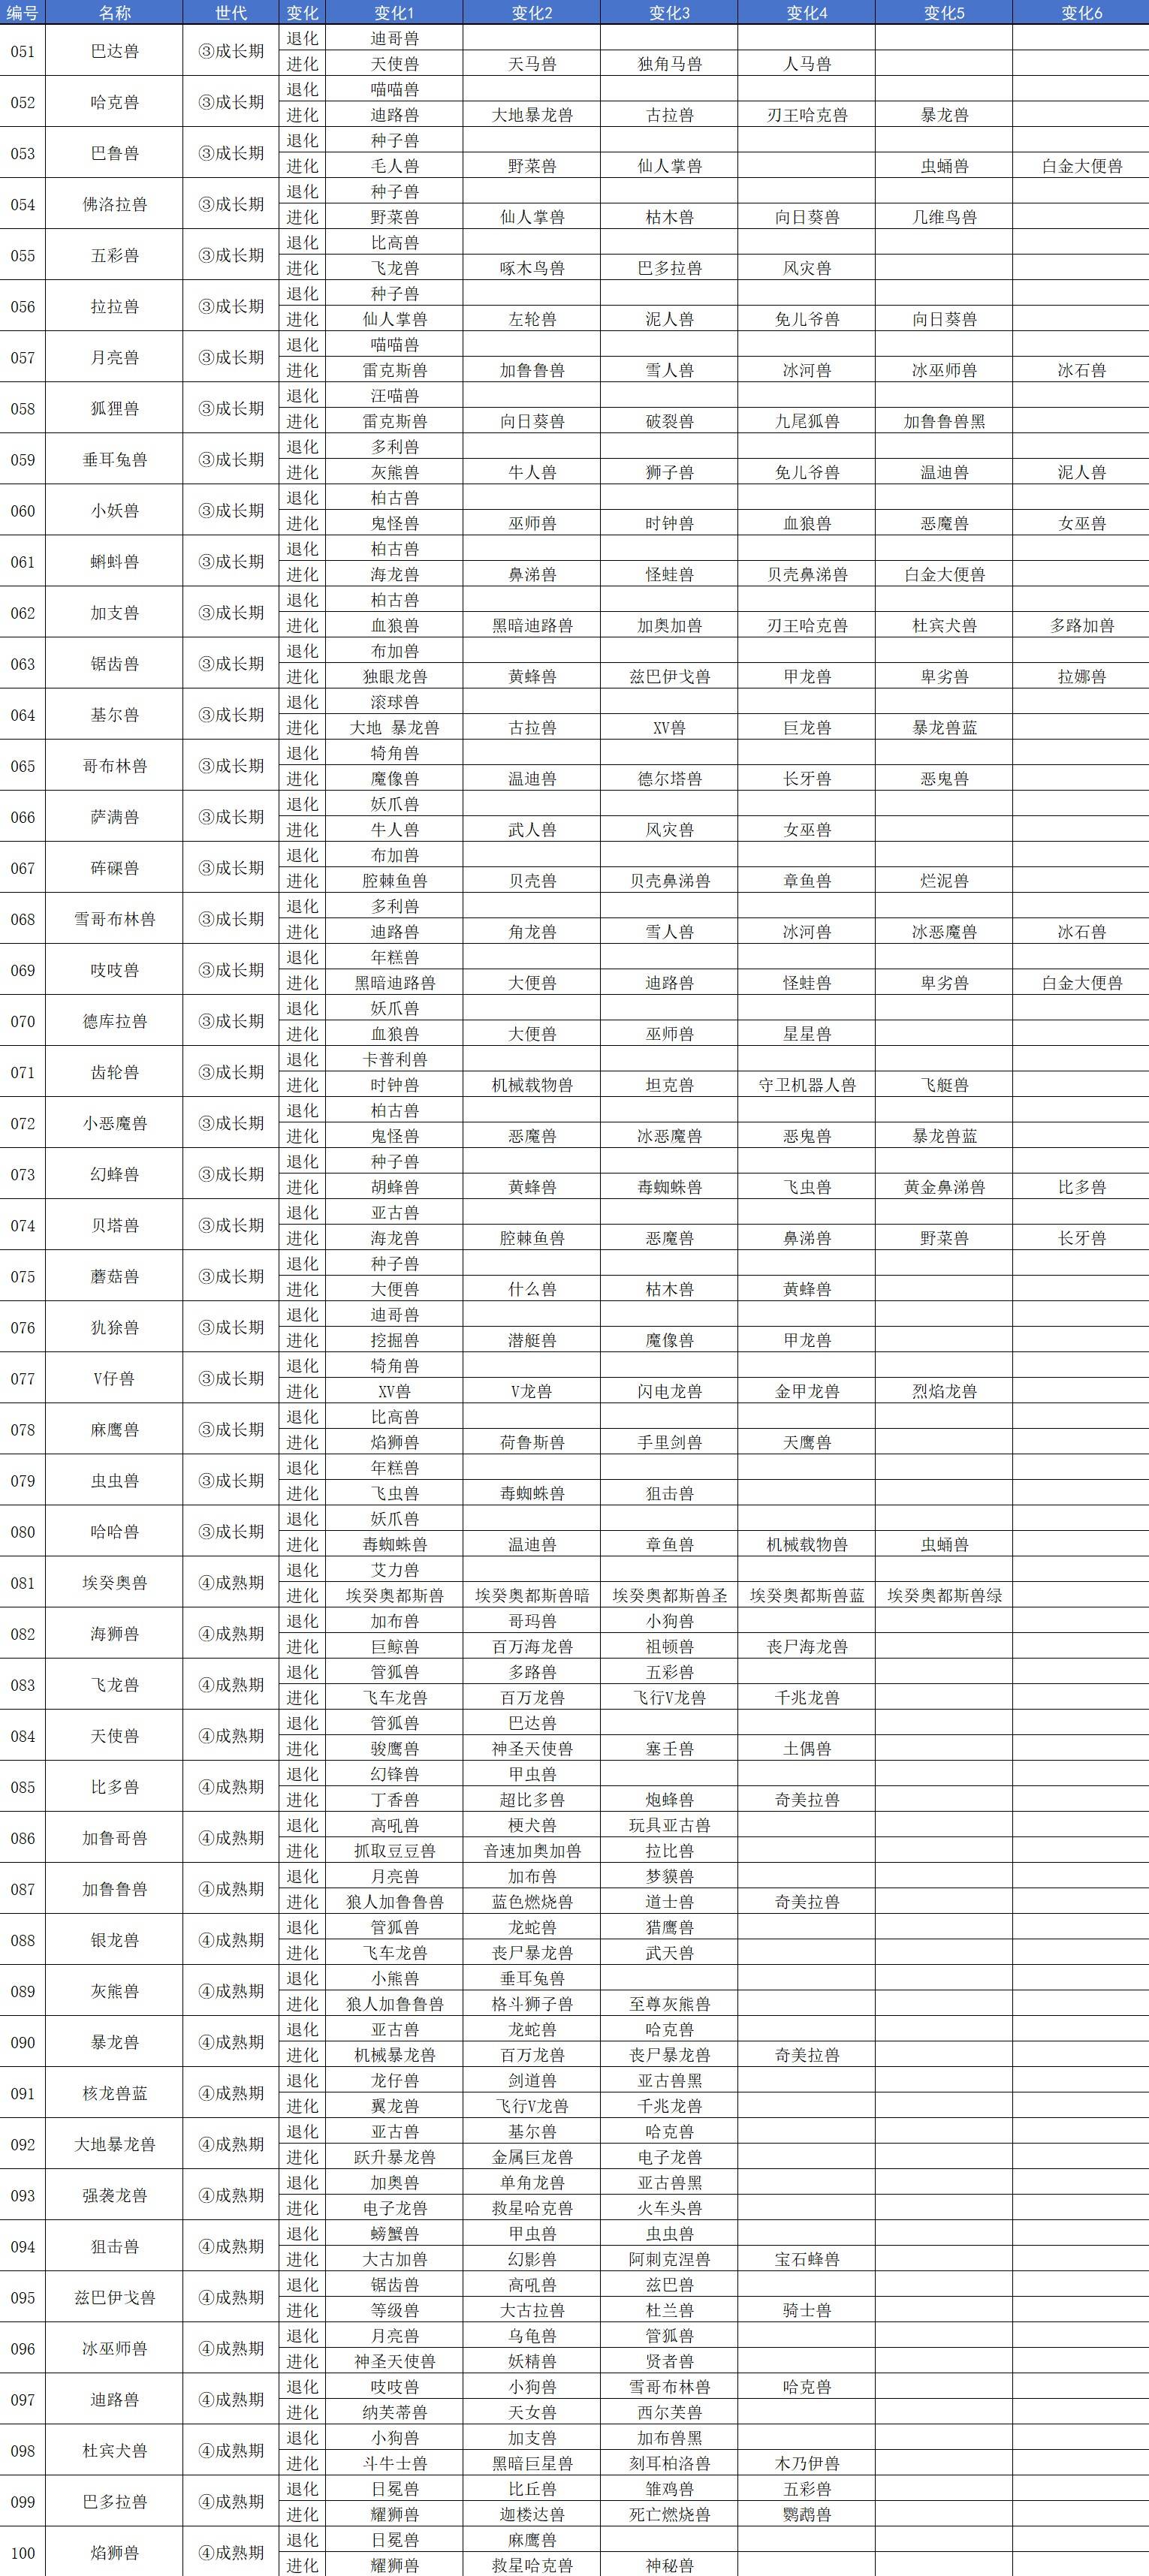 编号 名称 世代 变化 变化1 变化2 变化3 变化4 变化5 变化6
051 巴达兽 ③成长期 退化 迪哥兽
进化 天使兽 天马兽 独角马兽 人马兽
052 哈克兽 ③成长期 退化 喵喵兽
进化 迪路兽 大地暴龙兽 古拉兽 刃王哈克兽 暴龙兽
053 巴鲁兽 ③成长期 退化 种子兽
进化 毛人兽 野菜兽 仙人掌兽 虫蛹兽 白金大便兽
054 佛洛拉兽 ③成长期 退化 种子兽
进化 野菜兽 仙人掌兽 枯木兽 向日葵兽 几维鸟兽
055 五彩兽 ③成长期 退化 比高兽
进化 飞龙兽 啄木鸟兽 巴多拉兽 风灾兽
056 拉拉兽 ③成长期 退化 种子兽
进化 仙人掌兽 左轮兽 泥人兽 免儿爷兽 向日葵兽
057 月亮兽 ③成长期 退化 喵喵兽
进化 雷克斯兽 加鲁鲁兽 雪人兽 冰河兽 冰巫师兽 冰石兽
058 狐狸兽 ③成长期 退化 汪喵兽
进化 雷克斯兽 向日葵兽 破裂兽 九尾狐兽 加鲁鲁兽黑
059 垂耳兔兽 ③成长期 退化 多利兽
进化 灰熊兽 牛人兽 狮子兽 免儿爷兽 温迪兽 泥人兽
060 小妖兽 ③成长期 退化 柏古兽
进化 鬼怪兽 巫师兽 时钟兽 血狼兽 恶魔兽 女巫兽
061 蝌蚪兽 ③成长期 退化 柏古兽
进化 海龙兽 鼻涕兽 怪蛙兽 贝壳鼻涕兽 白金大便兽
062 加支兽 ③成长期 退化 柏古兽
进化 血狼兽 黑暗迪路兽 加奥加兽 刃王哈克兽 杜宾犬兽 多路加兽
063 锯齿兽 ③成长期 退化 布加兽
进化 独眼龙兽 黄蜂兽 兹巴伊戈兽 甲龙兽 卑劣兽 拉娜兽
064 基尔兽 ③成长期 退化 滚球兽
进化 大地 暴龙兽 古拉兽 XV兽 巨龙兽 暴龙兽蓝
065 哥布林兽 ③成长期 退化 犄角兽
进化 魔像兽 温迪兽 德尔塔兽 长牙兽 恶鬼兽
066 萨满兽 ③成长期 退化 妖爪兽
进化 牛人兽 武人兽 风灾兽 女巫兽
067 砗磲兽 ③成长期 退化 布加兽
进化 腔棘鱼兽 贝壳兽 贝壳鼻涕兽 章鱼兽 烂泥兽
068 雪哥布林兽 ③成长期 退化 多利兽
进化 迪路兽 角龙兽 雪人兽 冰河兽 冰恶魔兽 冰石兽
069 吱吱兽 ③成长期 退化 年糕兽
进化 黑暗迪路兽 大便兽 迪路兽 怪蛙兽 卑劣兽 白金大便兽
070 德库拉兽 ③成长期 退化 妖爪兽
进化 血狼兽 大便兽 巫师兽 星星兽
071 齿轮兽 ③成长期 退化 卡普利兽
进化 时钟兽 机械载物兽 坦克兽 守卫机器人兽 飞艇兽
072 小恶魔兽 ③成长期 退化 柏古兽
进化 鬼怪兽 恶魔兽 冰恶魔兽 恶鬼兽 暴龙兽蓝
073 幻蜂兽 ③成长期 退化 种子兽
进化 胡蜂兽 黄蜂兽 毒蜘蛛兽 飞虫兽 黄金鼻涕兽 比多兽
074 贝塔兽 ③成长期 退化 亚古兽
进化 海龙兽 腔棘鱼兽 恶魔兽 鼻涕兽 野菜兽 长牙兽
075 蘑菇兽 ③成长期 退化 种子兽
进化 大便兽 什么兽 枯木兽 黄蜂兽
076 犰狳兽 ③成长期 退化 迪哥兽
进化 挖掘兽 潜艇兽 魔像兽 甲龙兽
077 V仔兽 ③成长期 退化 犄角兽
进化 XV兽 V龙兽 闪电龙兽 金甲龙兽 烈焰龙兽
078 麻鹰兽 ③成长期 退化 比高兽
进化 焰狮兽 荷鲁斯兽 手里剑兽 天鹰兽
079 虫虫兽 ③成长期 退化 年糕兽
进化 飞虫兽 毒蜘蛛兽 狙击兽
080 哈哈兽 ③成长期 退化 妖爪兽
进化 毒蜘蛛兽 温迪兽 章鱼兽 机械载物兽 虫蛹兽
081 埃癸奥兽 ④成熟期 退化 艾力兽
进化 埃癸奥都斯兽 埃癸奥都斯兽暗 埃癸奥都斯兽圣 埃癸奥都斯兽蓝 埃癸奥都斯兽绿
082 海狮兽 ④成熟期 退化 加布兽 哥玛兽 小狗兽
进化 巨鲸兽 百万海龙兽 祖顿兽 丧尸海龙兽
083 飞龙兽 ④成熟期 退化 管狐兽 多路兽 五彩兽
进化 飞车龙兽 百万龙兽 飞行V龙兽 千兆龙兽
084 天使兽 ④成熟期 退化 管狐兽 巴达兽
进化 骏鹰兽 神圣天使兽 塞壬兽 土偶兽
085 比多兽 ④成熟期 退化 幻锋兽 甲虫兽
进化 丁香兽 超比多兽 炮蜂兽 奇美拉兽
086 加鲁哥兽 ④成熟期 退化 高吼兽 梗犬兽 玩具亚古兽
进化 抓取豆豆兽 音速加奥加兽 拉比兽
087 加鲁鲁兽 ④成熟期 退化 月亮兽 加布兽 梦貘兽
进化 狼人加鲁鲁兽 蓝色燃烧兽 道士兽 奇美拉兽
088 银龙兽 ④成熟期 退化 管狐兽 龙蛇兽 猎鹰兽
进化 飞车龙兽 丧尸暴龙兽 武天兽
089 灰熊兽 ④成熟期 退化 小熊兽 垂耳兔兽
进化 狼人加鲁鲁兽 格斗狮子兽 至尊灰熊兽
090 暴龙兽 ④成熟期 退化 亚古兽 龙蛇兽 哈克兽
进化 机械暴龙兽 百万龙兽 丧尸暴龙兽 奇美拉兽
091 核龙兽蓝 ④成熟期 退化 龙仔兽 剑道兽 亚古兽黑
进化 翼龙兽 飞行V龙兽 千兆龙兽
092 大地暴龙兽 ④成熟期 退化 亚古兽 基尔兽 哈克兽
进化 跃升暴龙兽 金属巨龙兽 电子龙兽
093 强袭龙兽 ④成熟期 退化 加奥兽 单角龙兽 亚古兽黑
进化 电子龙兽 救星哈克兽 火车头兽
094 狙击兽 ④成熟期 退化 螃蟹兽 甲虫兽 虫虫兽
进化 大古加兽 幻影兽 阿刺克涅兽 宝石蜂兽
095 兹巴伊戈兽 ④成熟期 退化 锯齿兽 高吼兽 兹巴兽
进化 等级兽 大古拉兽 杜兰兽 骑士兽
096 冰巫师兽 ④成熟期 退化 月亮兽 乌龟兽 管狐兽
进化 神圣天使兽 妖精兽 贤者兽
097 迪路兽 ④成熟期 退化 吱吱兽 小狗兽 雪哥布林兽 哈克兽
进化 纳芙蒂兽 天女兽 西尔芙兽
098 杜宾犬兽 ④成熟期 退化 小狗兽 加支兽 加布兽黑
进化 斗牛士兽 黑暗巨星兽 刻耳柏洛兽 木乃伊兽
099 巴多拉兽 ④成熟期 退化 日冕兽 比丘兽 雏鸡兽 五彩兽
进化 耀狮兽 迦楼达兽 死亡燃烧兽 鹦鹉兽
100 焰狮兽 ④成熟期 退化 日冕兽 麻鹰兽
进化 耀狮兽 救星哈克兽 神秘兽